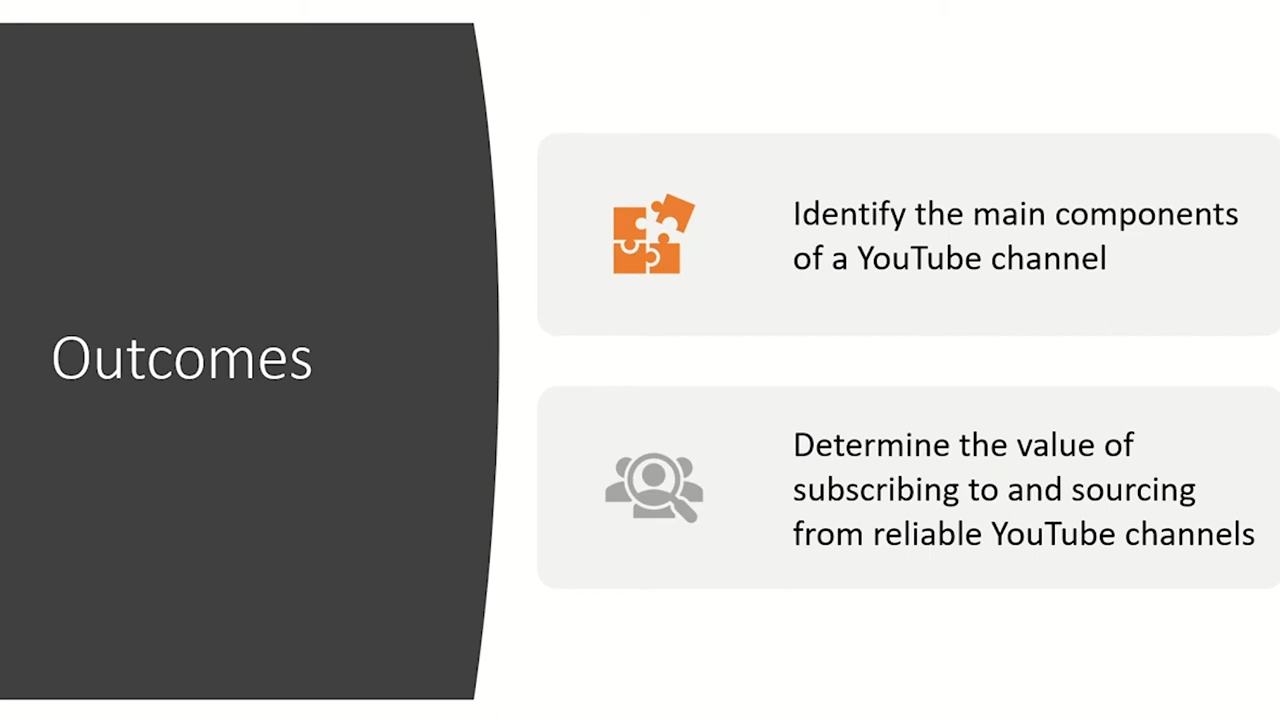 Outcomes
Identify the main components
of a YouTube channel
Determine the value of
subscribing to and sourcing
from reliable YouTube channels